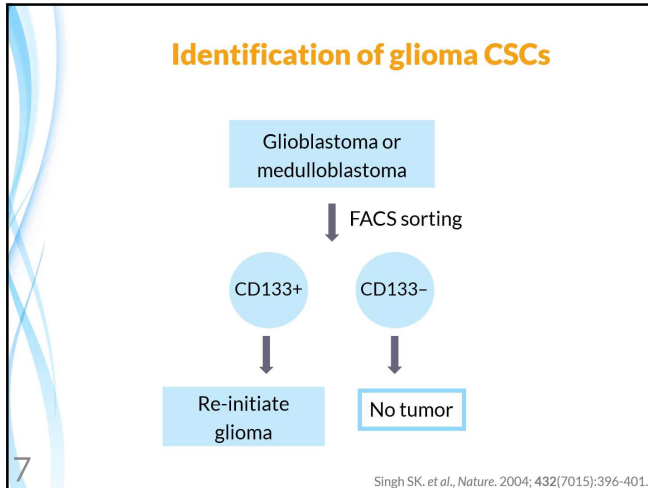 Identification of glioma CSCs
Glioblastoma or
medulloblastoma
FACS sorting
CD133+
CD133–
Re-initiate
glioma
No tumor
7
Singh SK. et al., Nature. 2004; 432(7015):396-401.